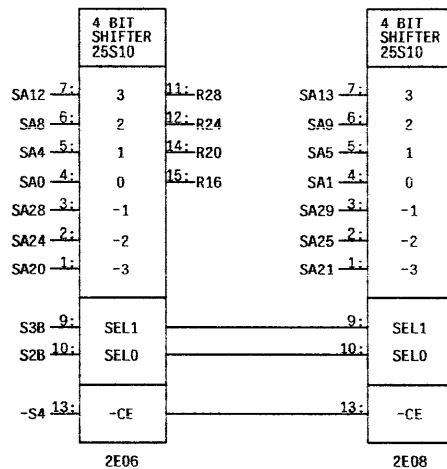 4 BIT
SHIFTER
25S10
4 BIT
SHIFTER
25S10
SA12 7: 3 11: R28 SA13 7: 3
SA8 6: 2 12: R24 SA9 6: 2
SA4 5: 1 14: R20 SA5 5: 1
SA0 4: 0 15: R16 SA1 4: 0
SA28 3: -1 SA29 3: -1
SA24 2: -2 SA25 2: -2
SA20 1: -3 SA21 1: -3
S3B 9: SEL1 9: SEL1
S2B 10: SEL0 10: SEL0
-S4 13: -CE 13: -CE
2E06 2E08